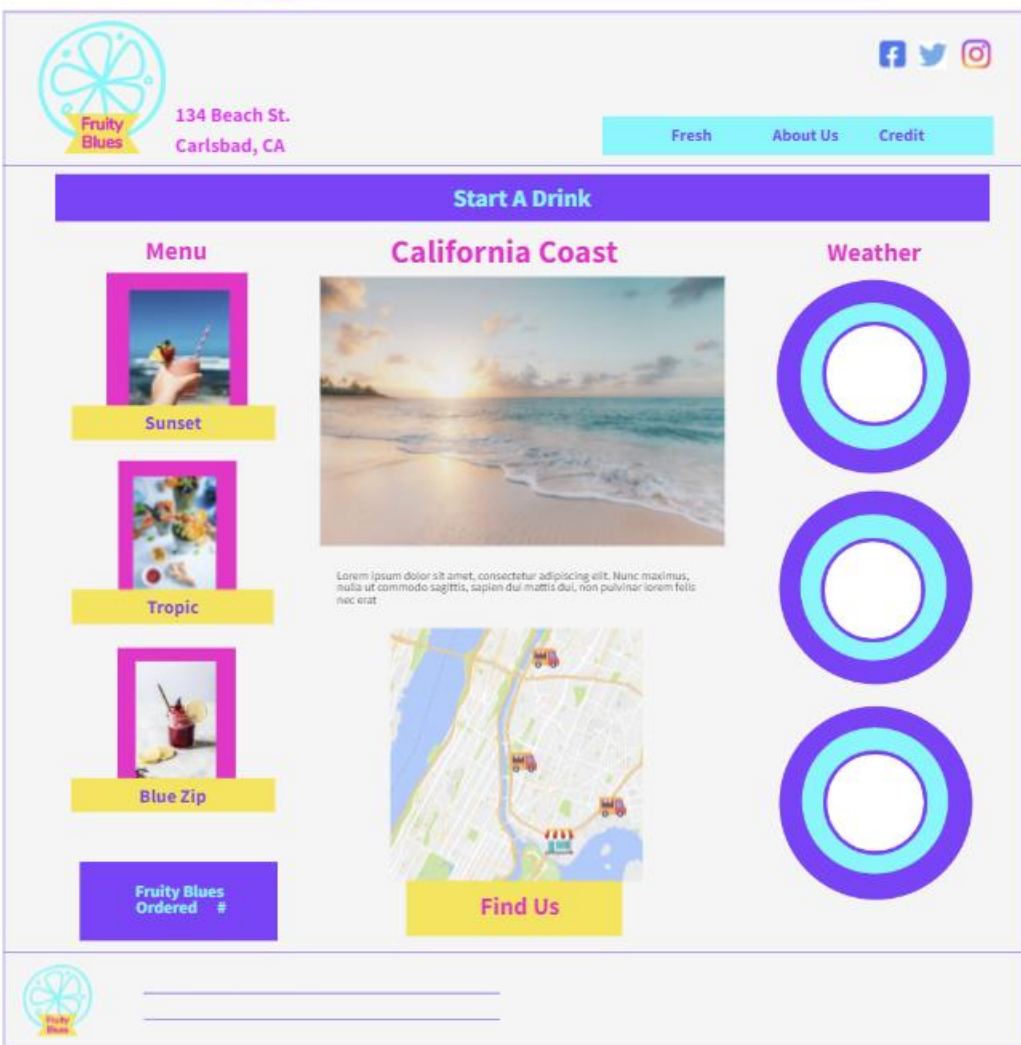 Fruity
Blues
134 Beach St.
Carlsbad, CA
Fresh About Us Credit
Start A Drink
Menu
California Coast
Weather
Sunset
Tropic
Blue Zip
Lorem ipsum dolor sit amet, consectetur adipiscing elit. Nunc maximus,
nulla ut commodo sagittis, sapien dui mattis dui, non pulvinar lorem felis
nec erat
Fruity Blues
Ordered #
Find Us
Fruity
Blues